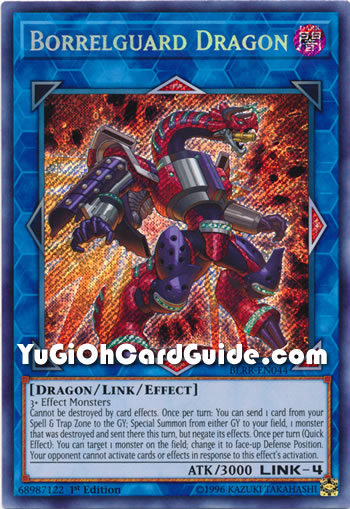 BORRELGUARD DRAGON
YuGiOhCardGuide.com
BLRR-EN044
[DRAGON/LINK/EFFECT]
3+ Effect Monsters
Cannot be destroyed by card effects. Once per turn: You can send 1 card from your
Spell & Trap Zone to the GY; Special Summon from either GY to your field, 1 monster
that was destroyed and sent there this turn, but negate its effects. Once per turn (Quick
Effect): You can target 1 monster on the field; change it to face-up Defense Position.
Your opponent cannot activate cards or effects in response to this effect's activation.
ATK/3000 LINK-4
68987122 1st Edition ©1996 KAZUKI TAKAHASHI